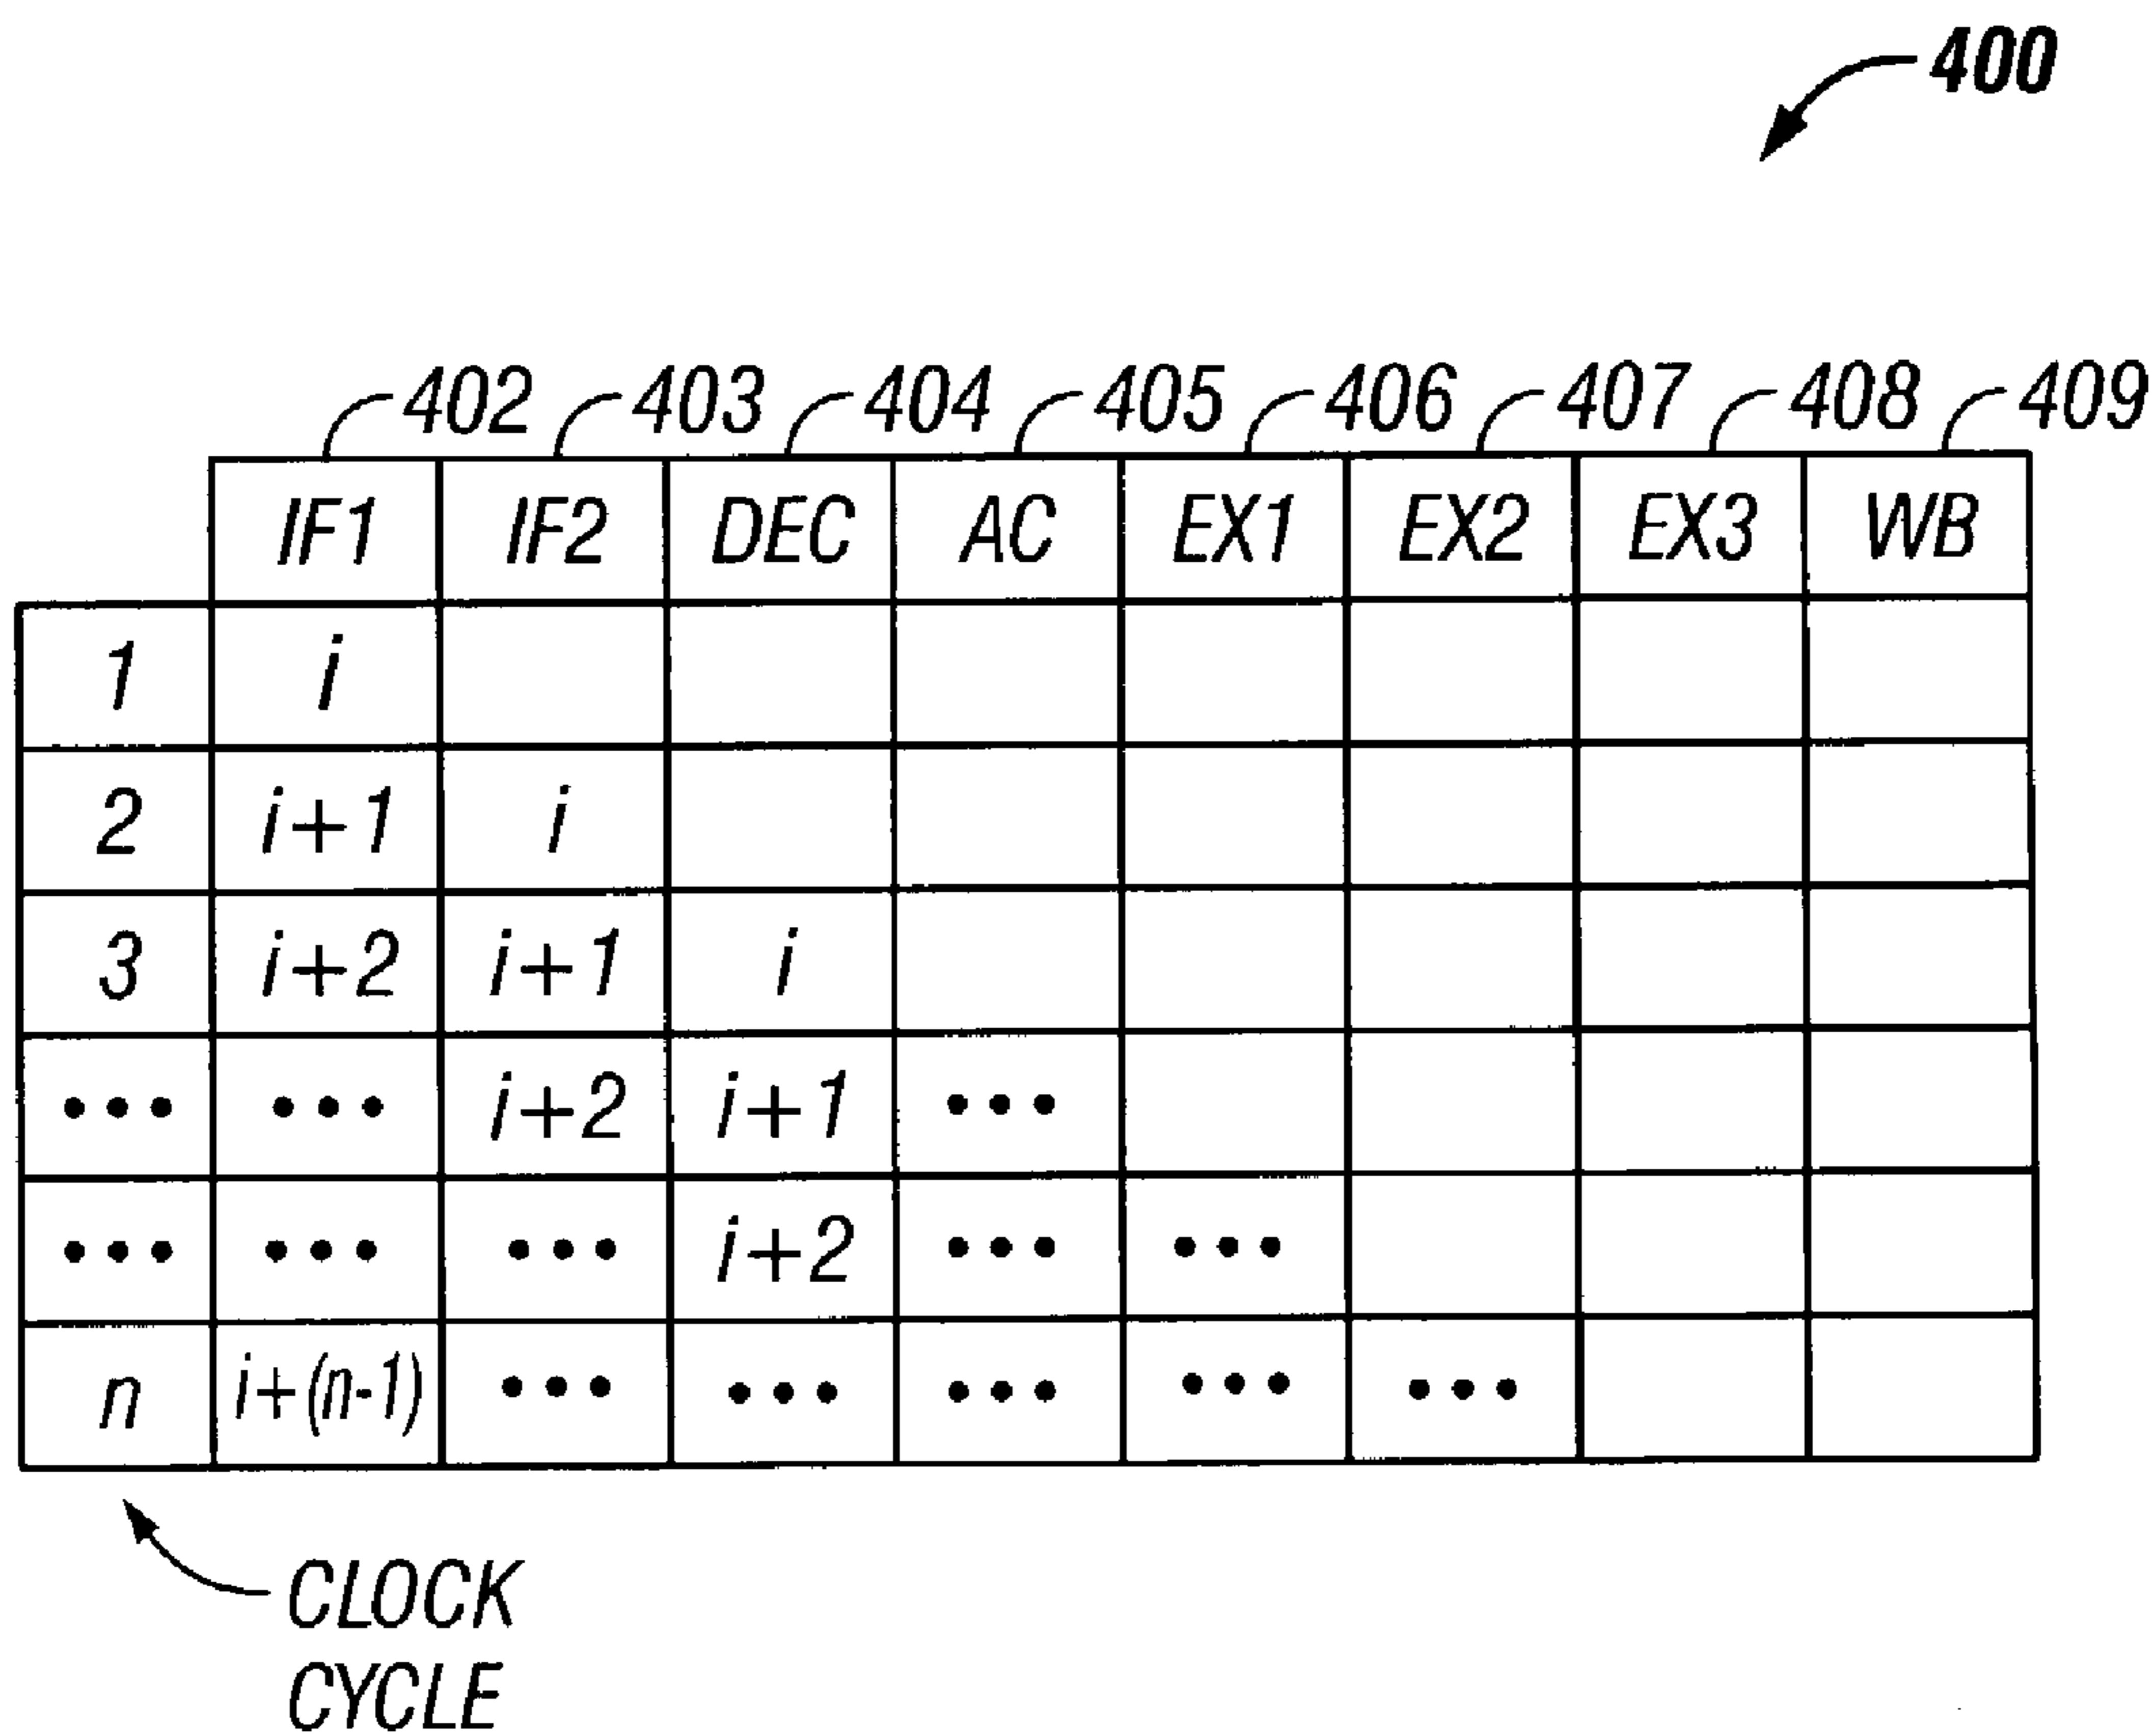 400
402 403 404 405 406 407 408 409
IF1 IF2 DEC AC EX1 EX2 EX3 WB
1 i
2 i+1 i
3 i+2 i+1 i
••• ••• i+2 i+1 •••
••• ••• ••• i+2 ••• •••
n i+(n-1) ••• ••• ••• ••• •••
CLOCK
CYCLE